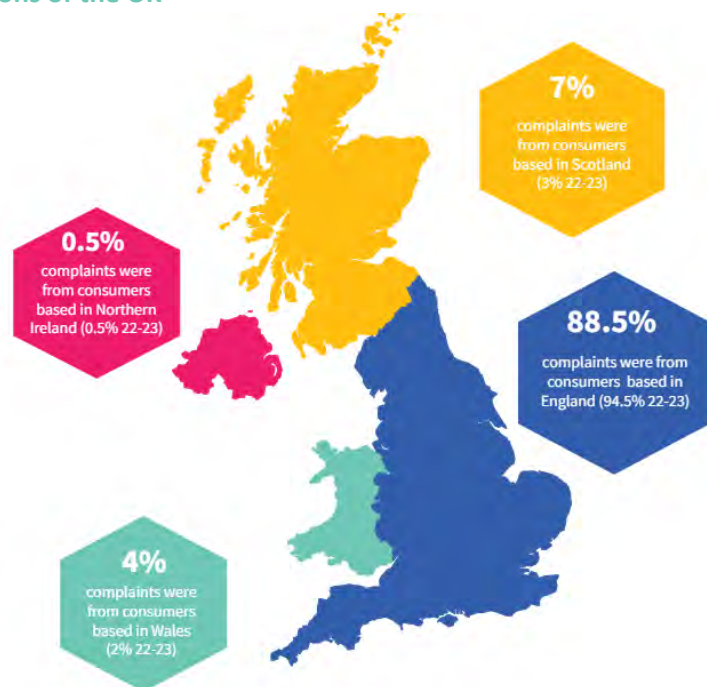 7%
complaints were
from consumers
based in Scotland
(3% 22-23)
0.5%
complaints were
from consumers
based in Northern
Ireland (0.5% 22-23)
88.5%
complaints were from
consumers based in
England (94.5% 22-23)
4%
complaints were
from consumers
based in Wales
(2% 22-23)